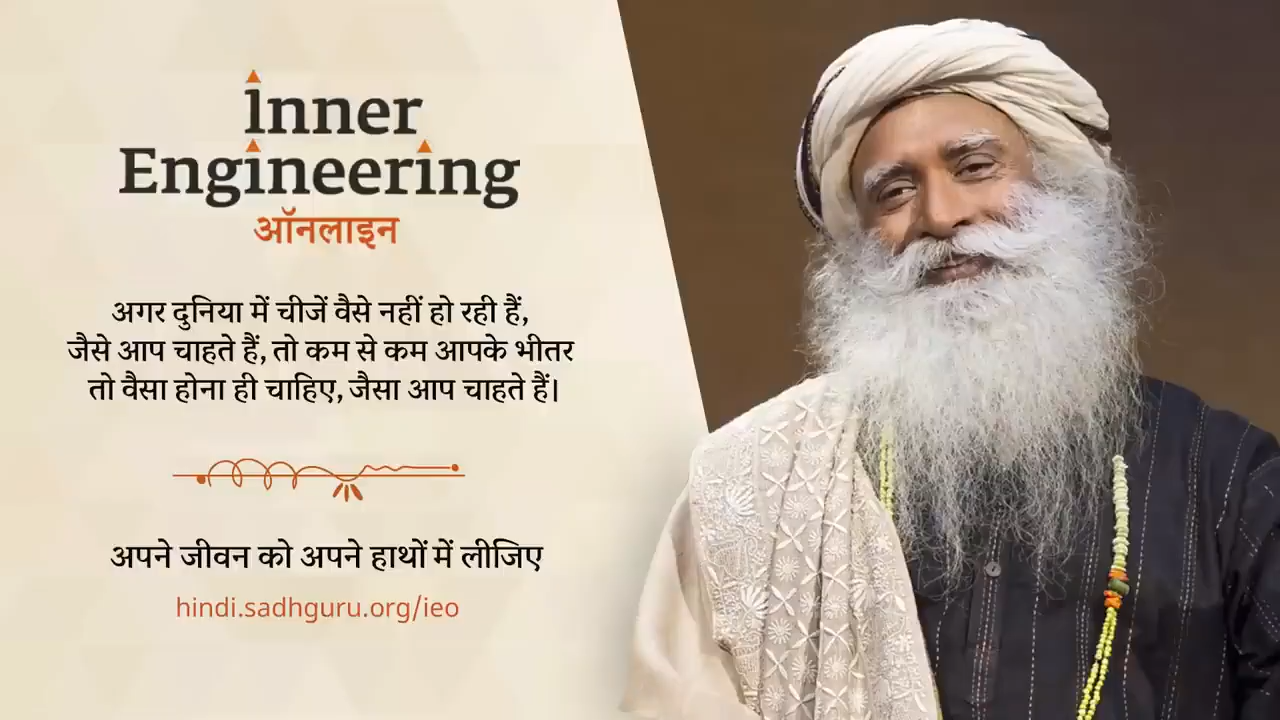 inner
Engineering
ऑनलाइन
अगर दुनिया में चीजें वैसे नहीं हो रही हैं,
जैसे आप चाहते हैं, तो कम से कम आपके भीतर
तो वैसा होना ही चाहिए, जैसा आप चाहते हैं।
अपने जीवन को अपने हाथों में लीजिए
hindi.sadhguru.org/ieo